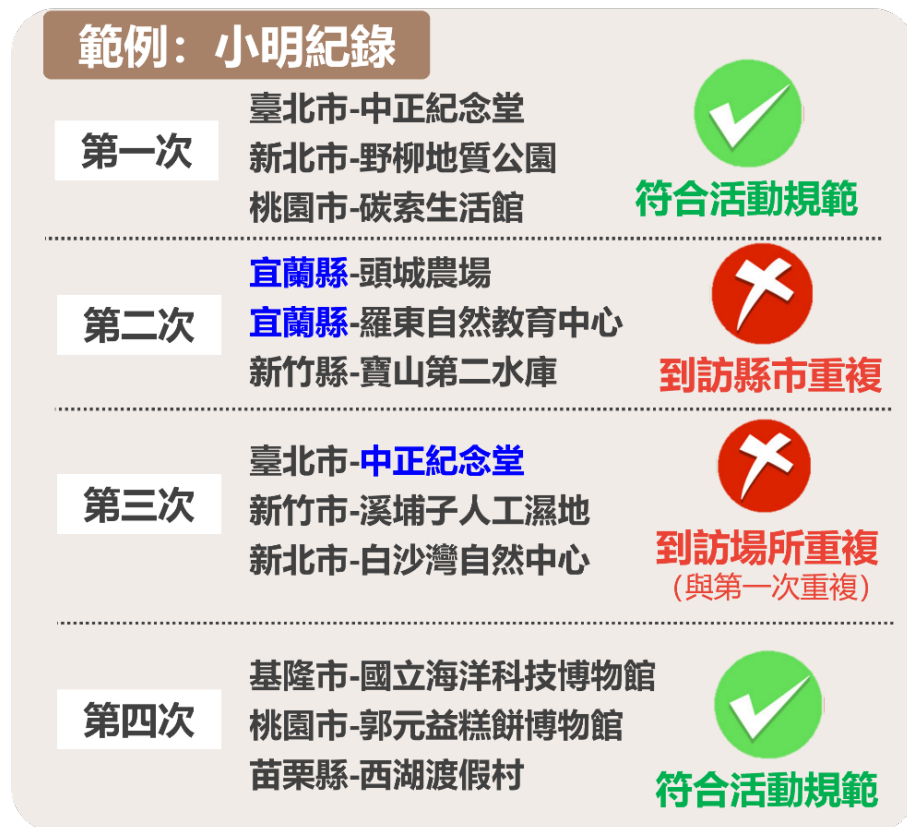 範例：小明紀錄
第一次
臺北市-中正紀念堂
新北市-野柳地質公園
桃園市-碳索生活館
符合活動規範
第二次
宜蘭縣-頭城農場
宜蘭縣-羅東自然教育中心
新竹縣-寶山第二水庫
到訪縣市重複
第三次
臺北市-中正紀念堂
新竹市-溪埔子人工濕地
新北市-白沙灣自然中心
到訪場所重複
（與第一次重複）
第四次
基隆市-國立海洋科技博物館
桃園市-郭元益糕餅博物館
苗栗縣-西湖渡假村
符合活動規範